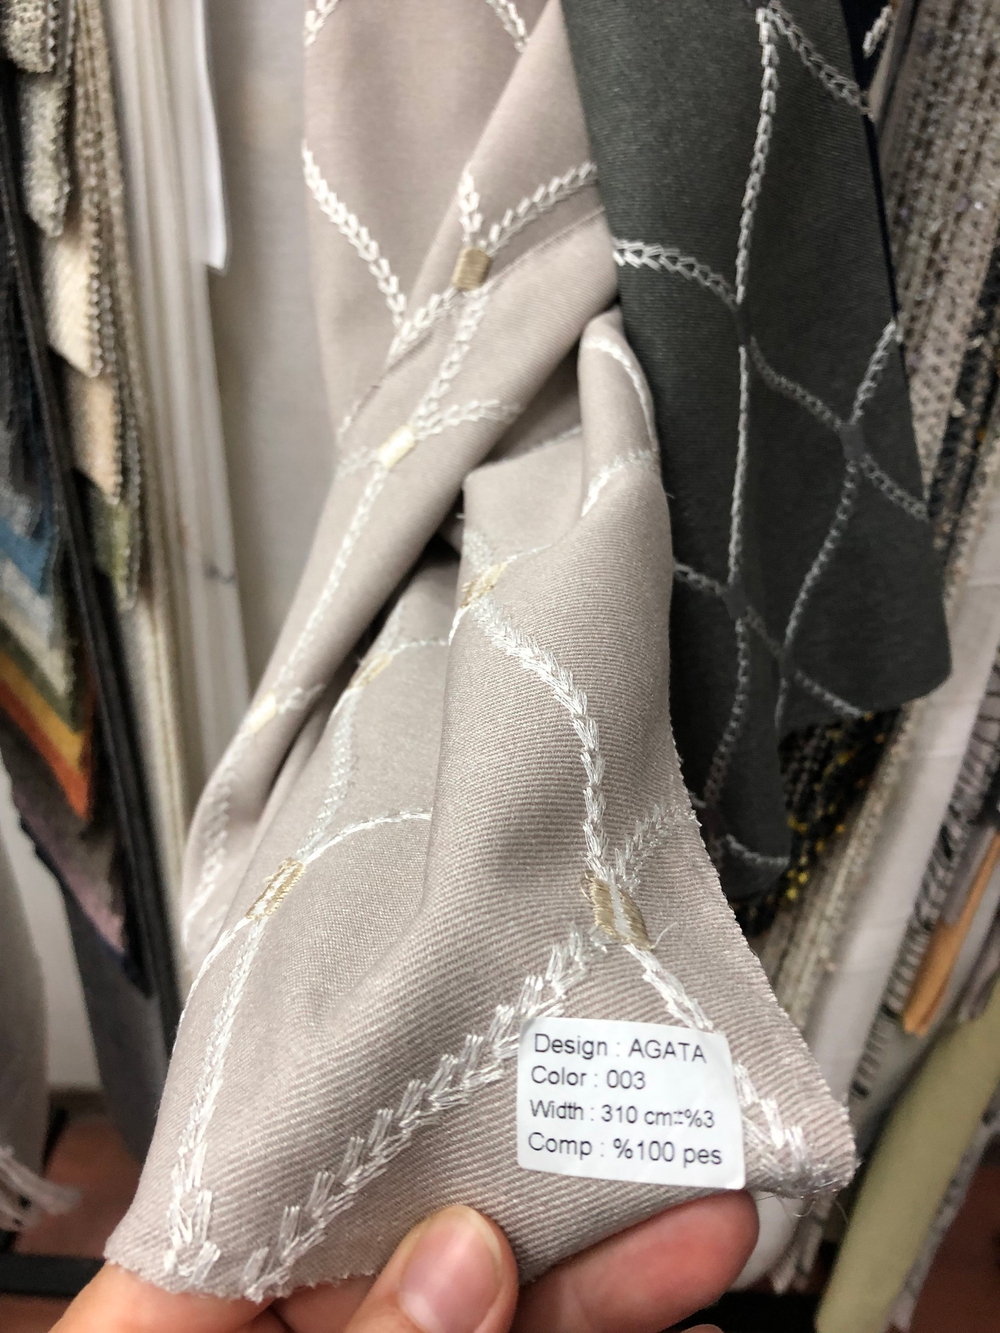 Design : AGATA
Color : 003
Width : 310 cm±%3
Comp : %100 pes